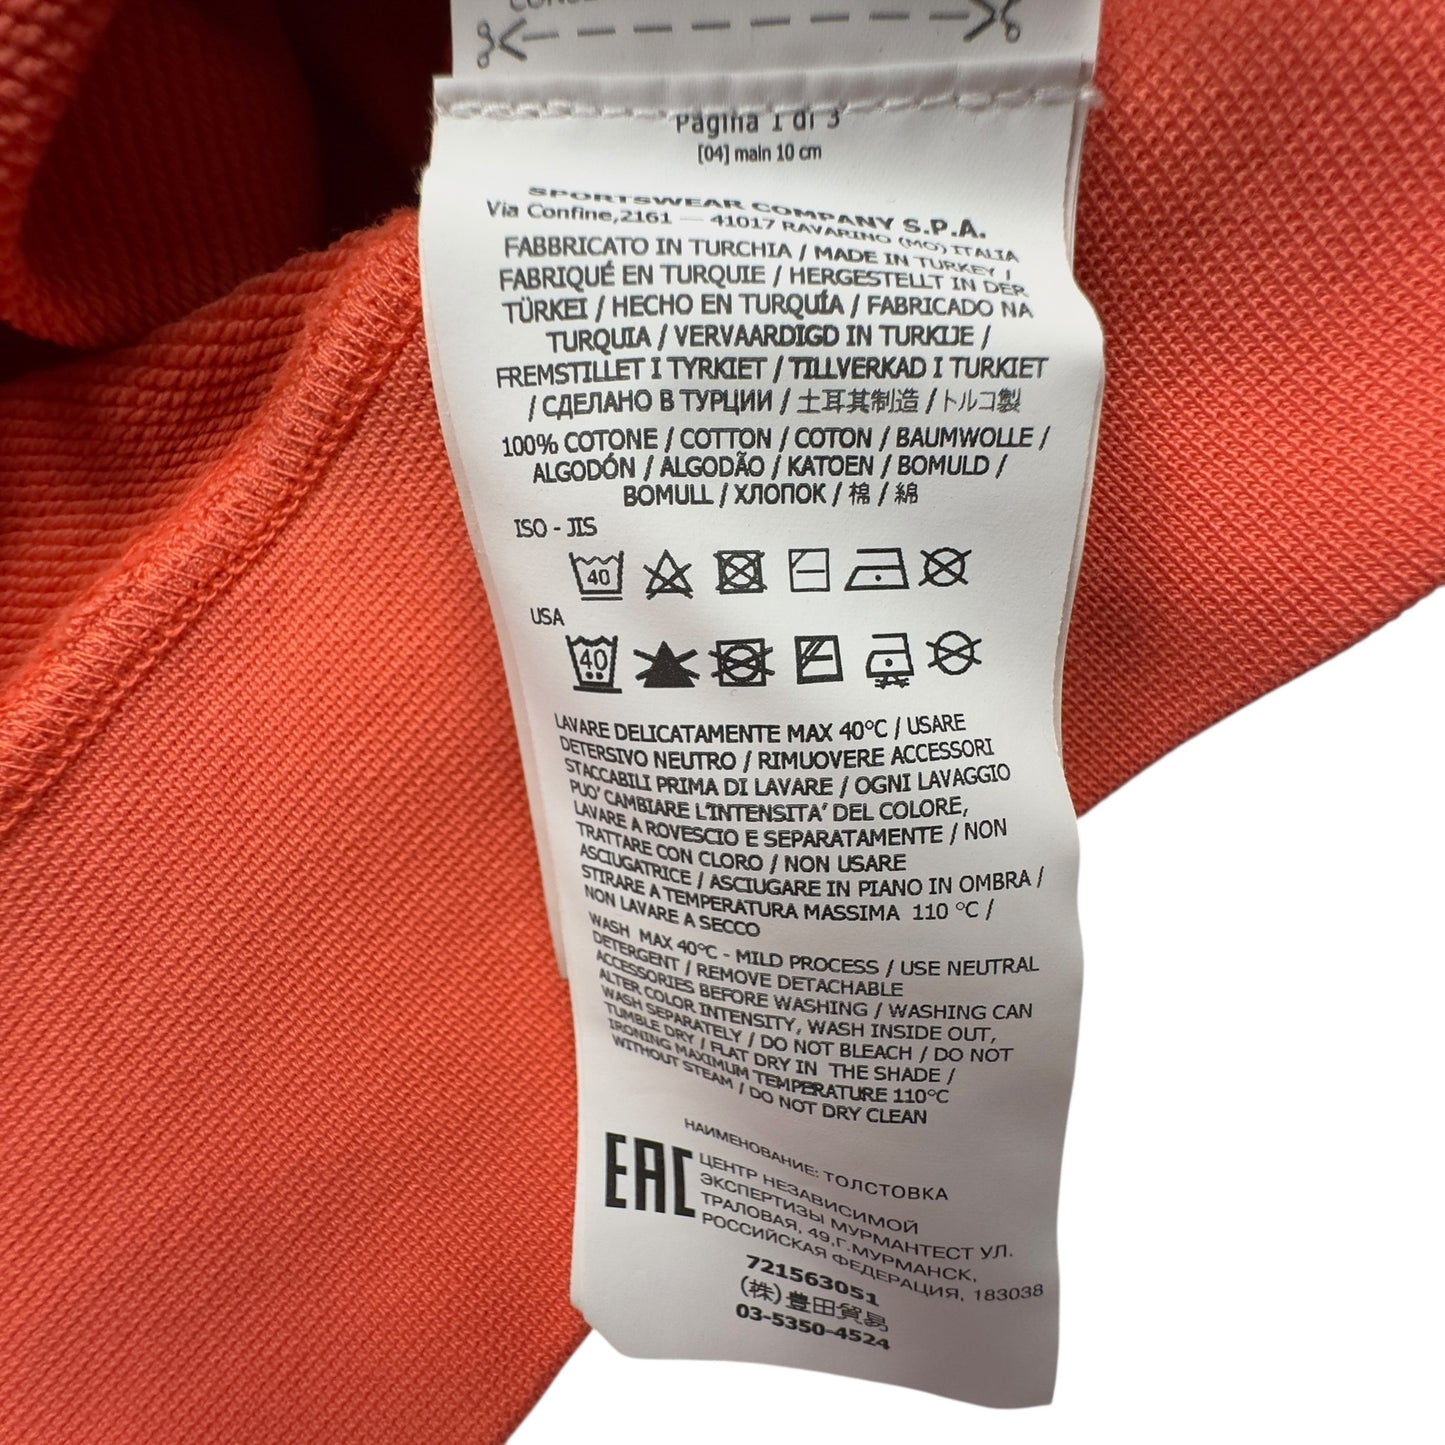 Pagina 1 di 3
[04] main 10 cm
SPORTSWEAR COMPANY S.P.A.
Via Confine,2161 — 41017 RAVARINO (MO) ITALIA
FABBRICATO IN TURCHIA / MADE IN TURKEY /
FABRIQUÉ EN TURQUIE / HERGESTELLT IN DER
TÜRKEI / HECHO EN TURQUÍA / FABRICADO NA
TURQUIA / VERVAARDIGD IN TURKIJE /
FREMSTILLET I TYRKIET / TILLVERKAD I TURKIET
/ СДЕЛАНО В ТУРЦИИ / 土耳其制造 / トルコ製
100% COTONE / COTTON / COTON / BAUMWOLLE /
ALGODÓN / ALGODÃO / KATOEN / BOMULD /
BOMULL / ХЛОПОК / 棉 / 綿
ISO - JIS
40
USA
40
LAVARE DELICATAMENTE MAX 40°C / USARE
DETERSIVO NEUTRO / RIMUOVERE ACCESSORI
STACCABILI PRIMA DI LAVARE / OGNI LAVAGGIO
PUO' CAMBIARE L'INTENSITA' DEL COLORE,
LAVARE A ROVESCIO E SEPARATAMENTE / NON
TRATTARE CON CLORO / NON USARE
ASCIUGATRICE / ASCIUGARE IN PIANO IN OMBRA /
STIRARE A TEMPERATURA MASSIMA 110 °C /
NON LAVARE A SECCO
WASH MAX 40°C - MILD PROCESS / USE NEUTRAL
DETERGENT / REMOVE DETACHABLE
ACCESSORIES BEFORE WASHING / WASHING CAN
ALTER COLOR INTENSITY, WASH INSIDE OUT,
WASH SEPARATELY / DO NOT BLEACH / DO NOT
TUMBLE DRY / FLAT DRY IN THE SHADE /
IRONING MAXIMUM TEMPERATURE 110°C
WITHOUT STEAM / DO NOT DRY CLEAN
НАИМЕНОВАНИЕ: ТОЛСТОВКА
EAC
ЦЕНТР НЕЗАВИСИМОЙ
ЭКСПЕРТИЗЫ МУРМАНТЕСТ УЛ.
ТРАЛОВАЯ, 49,Г.МУРМАНСК,
РОССИЙСКАЯ ФЕДЕРАЦИЯ, 183038
721563051
(株)豊田貿易
03-5350-4524